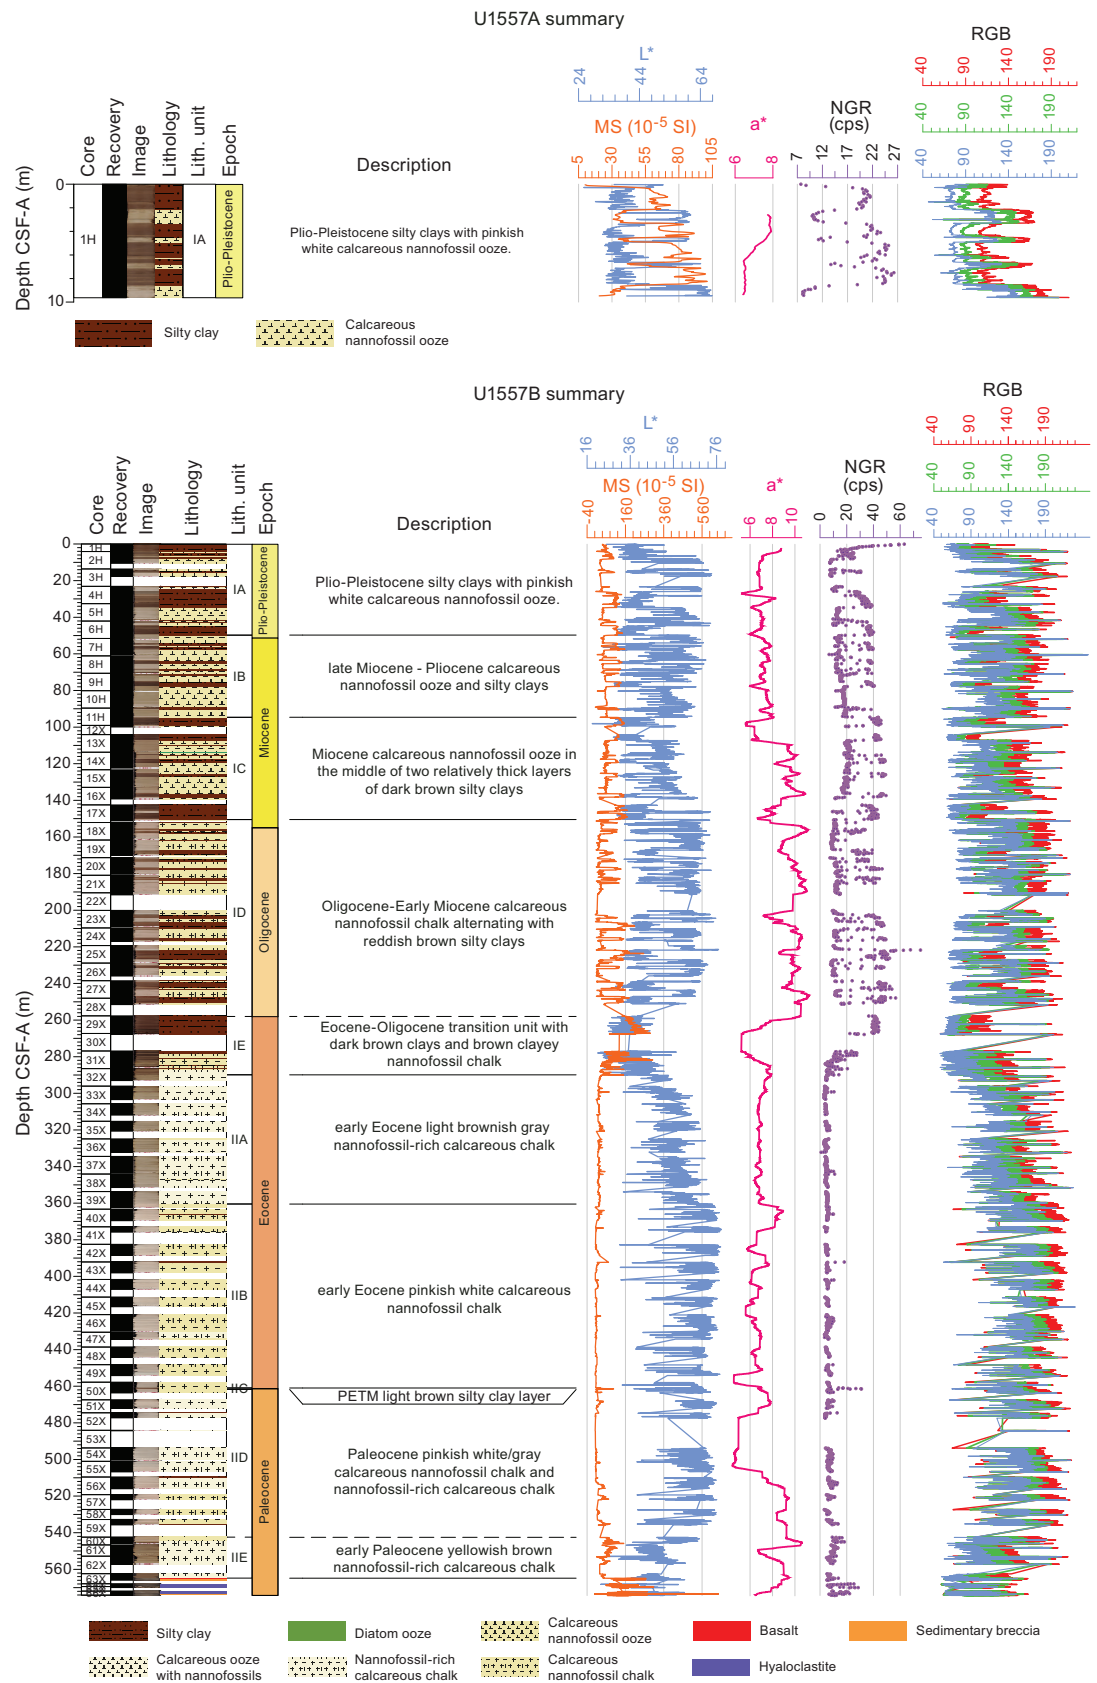 U1557A summary
RGB
40 90 140 190
L*
24 44 64
40 90 140 190
MS (10-5 SI)
5 30 55 80 105
a*
6 8
NGR
(cps)
7 12 17 22 27
40 90 140 190
Core
Recovery
Image
Lithology
Lith. unit
Epoch
Description
Depth CSF-A (m)
0
10
1H
IA
Plio-Pleistocene
Plio-Pleistocene silty clays with pinkish
white calcareous nannofossil ooze.
Silty clay
Calcareous
nannofossil ooze
U1557B summary
RGB
40 90 140 190
L*
16 36 56 76
40 90 140 190
MS (10-5 SI)
-40 160 360 560
a*
6 8 10
NGR
(cps)
0 20 40 60
40 90 140 190
Core
Recovery
Image
Lithology
Lith. unit
Epoch
Description
Depth CSF-A (m)
0
20
40
60
80
100
120
140
160
180
200
220
240
260
280
300
320
340
360
380
400
420
440
460
480
500
520
540
560
1H
2H
3H
4H
5H
6H
7H
8H
9H
10H
11H
12X
13X
14X
15X
16X
17X
18X
19X
20X
21X
22X
23X
24X
25X
26X
27X
28X
29X
30X
31X
32X
33X
34X
35X
36X
37X
38X
39X
40X
41X
42X
43X
44X
45X
46X
47X
48X
49X
50X
51X
52X
53X
54X
55X
56X
57X
58X
59X
60X
61X
62X
63X
IA
IB
IC
ID
IE
IIA
IIB
IIC
IID
IIE
Plio-Pleistocene
Miocene
Oligocene
Eocene
Paleocene
Plio-Pleistocene silty clays with pinkish
white calcareous nannofossil ooze.
late Miocene - Pliocene calcareous
nannofossil ooze and silty clays
Miocene calcareous nannofossil ooze in
the middle of two relatively thick layers
of dark brown silty clays
Oligocene-Early Miocene calcareous
nannofossil chalk alternating with
reddish brown silty clays
Eocene-Oligocene transition unit with
dark brown clays and brown clayey
nannofossil chalk
early Eocene light brownish gray
nannofossil-rich calcareous chalk
early Eocene pinkish white calcareous
nannofossil chalk
PETM light brown silty clay layer
Paleocene pinkish white/gray
calcareous nannofossil chalk and
nannofossil-rich calcareous chalk
early Paleocene yellowish brown
nannofossil-rich calcareous chalk
Silty clay
Diatom ooze
Calcareous
nannofossil ooze
Basalt
Sedimentary breccia
Calcareous ooze
with nannofossils
Nannofossil-rich
calcareous chalk
Calcareous
nannofossil chalk
Hyaloclastite